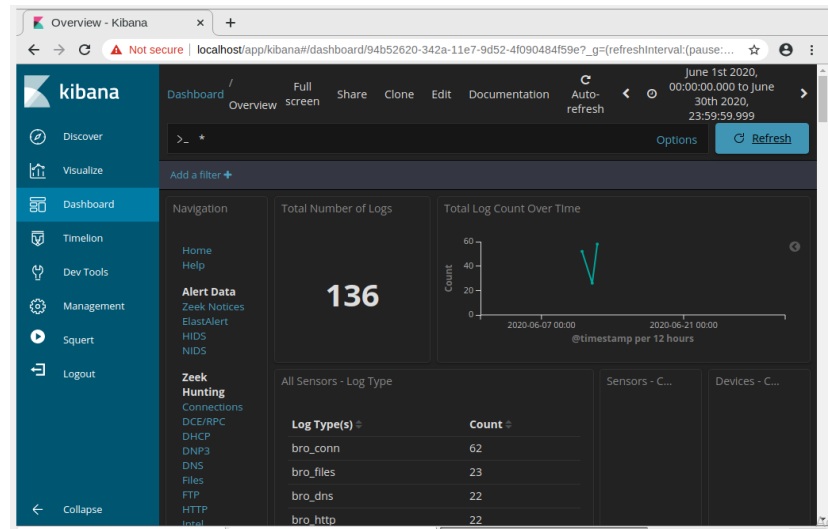 Overview - Kibana
Not secure | localhost/app/kibana#/dashboard/94b52620-342a-11e7-9d52-4f090484f59e?_g=(refreshInterval:(pause:...
kibana
Discover
Visualize
Dashboard
Timelion
Dev Tools
Management
Squert
Logout
Collapse
Dashboard / Overview
Full screen
Share
Clone
Edit
Documentation
Auto-refresh
June 1st 2020,
00:00:00.000 to June
30th 2020,
23:59:59.999
>_ *
Options
Refresh
Add a filter +
Navigation
Home
Help
Alert Data
Zeek Notices
ElastAlert
HIDS
NIDS
Zeek
Hunting
Connections
DCE/RPC
DHCP
DNP3
DNS
Files
FTP
HTTP
Intel
Total Number of Logs
136
Total Log Count Over TIme
Count
60
40
20
0
2020-06-07 00:00
2020-06-21 00:00
@timestamp per 12 hours
All Sensors - Log Type
Log Type(s) Count
bro_conn 62
bro_files 23
bro_dns 22
bro_http 22
Sensors - C...
Devices - C...